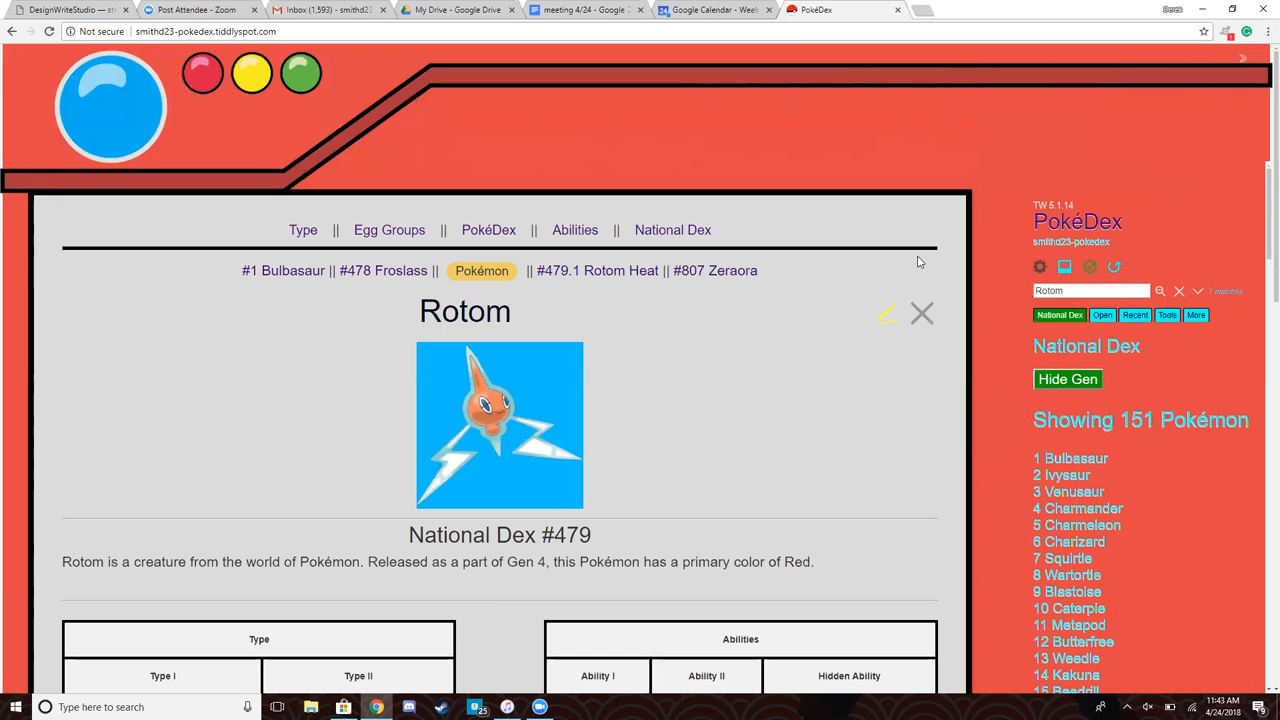 DesignWriteStudio — st
Post Attendee - Zoom
Inbox (1,593) - smithd23
My Drive - Google Drive
meeting 4/24 - Google D
Google Calendar - Week
PokéDex
Derek
Not secure
smithd23-pokedex.tiddlyspot.com
Type || Egg Groups || PokéDex || Abilities || National Dex
#1 Bulbasaur || #478 Froslass || Pokémon || #479.1 Rotom Heat || #807 Zeraora
Rotom
National Dex #479
Rotom is a creature from the world of Pokémon. Released as a part of Gen 4, this Pokémon has a primary color of Red.
Type
Type I
Type II
Abilities
Ability I
Ability II
Hidden Ability
TW 5.1.14
PokéDex
smithd23-pokedex
Rotom
7 matches
National Dex
Open
Recent
Tools
More
National Dex
Hide Gen
Showing 151 Pokémon
1 Bulbasaur
2 Ivysaur
3 Venusaur
4 Charmander
5 Charmeleon
6 Charizard
7 Squirtle
8 Wartortle
9 Blastoise
10 Caterpie
11 Metapod
12 Butterfree
13 Weedle
14 Kakuna
15 Beedrill
Type here to search
25
11:43 AM
4/24/2018